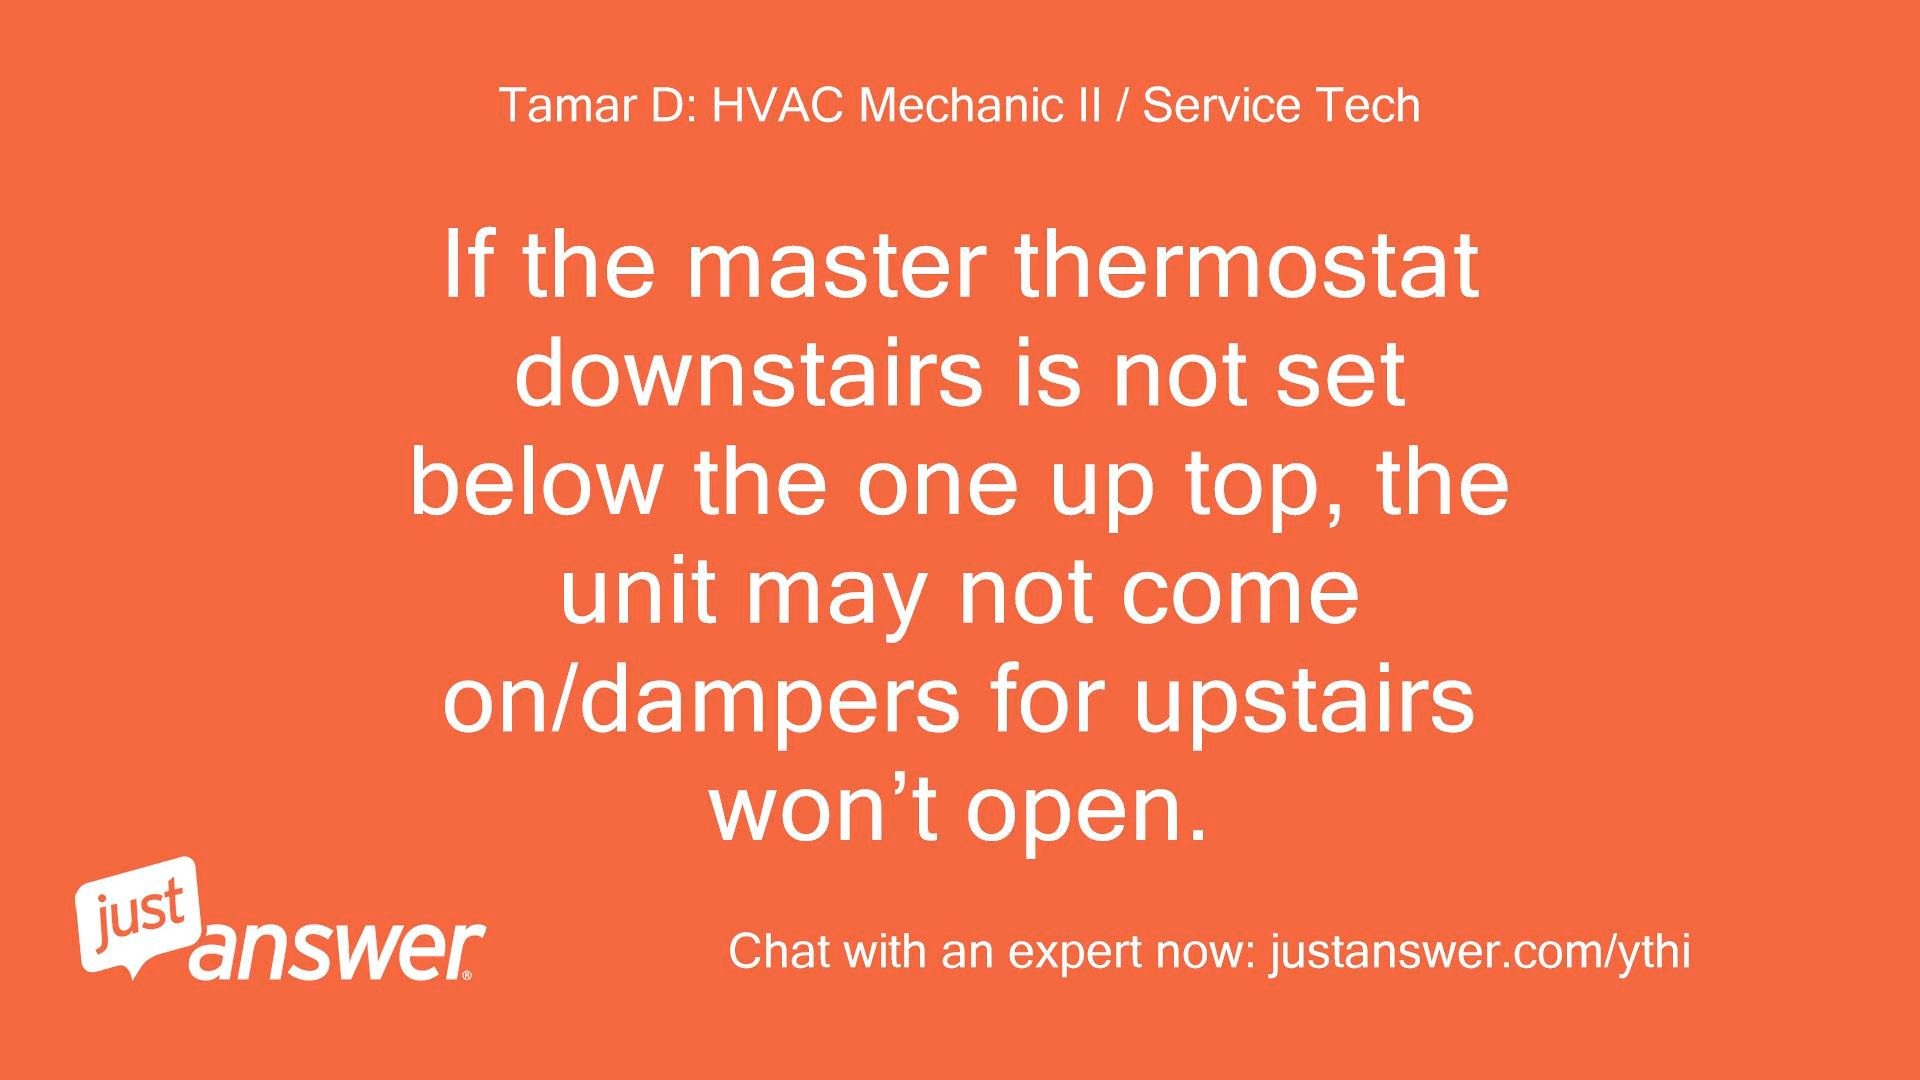 Tamar D: HVAC Mechanic II / Service Tech
If the master thermostat
downstairs is not set
below the one up top, the
unit may not come
on/dampers for upstairs
won’t open.
just
answer®
Chat with an expert now: justanswer.com/ythi